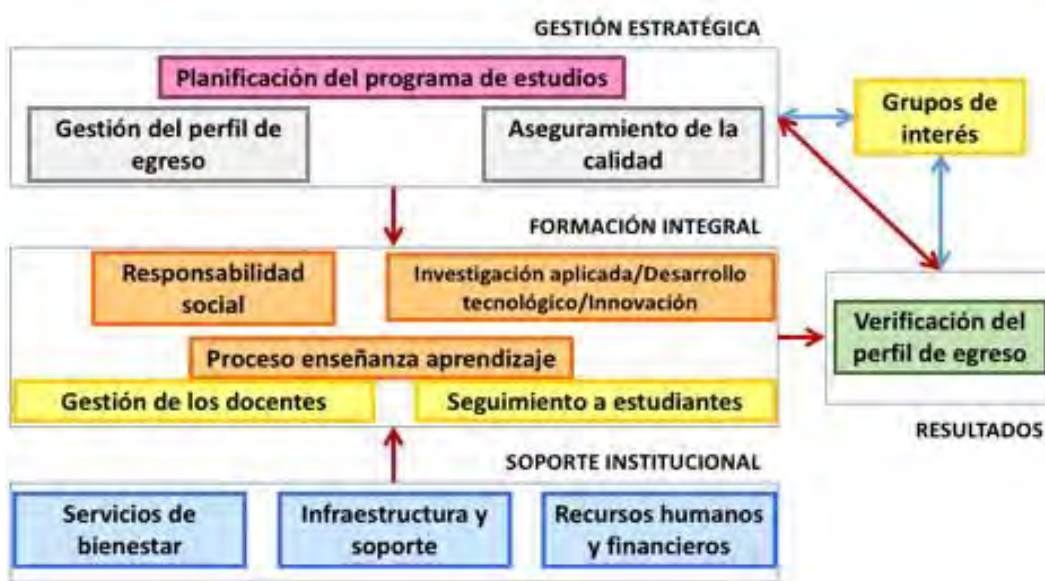 GESTIÓN ESTRATÉGICA
Planificación del programa de estudios
Gestión del perfil de
egreso
Aseguramiento de la
calidad
Grupos de
interés
FORMACIÓN INTEGRAL
Responsabilidad
social
Investigación aplicada/Desarrollo
tecnológico/Innovación
Proceso enseñanza aprendizaje
Gestión de los docentes
Seguimiento a estudiantes
Verificación del
perfil de egreso
RESULTADOS
SOPORTE INSTITUCIONAL
Servicios de
bienestar
Infraestructura y
soporte
Recursos humanos
y financieros